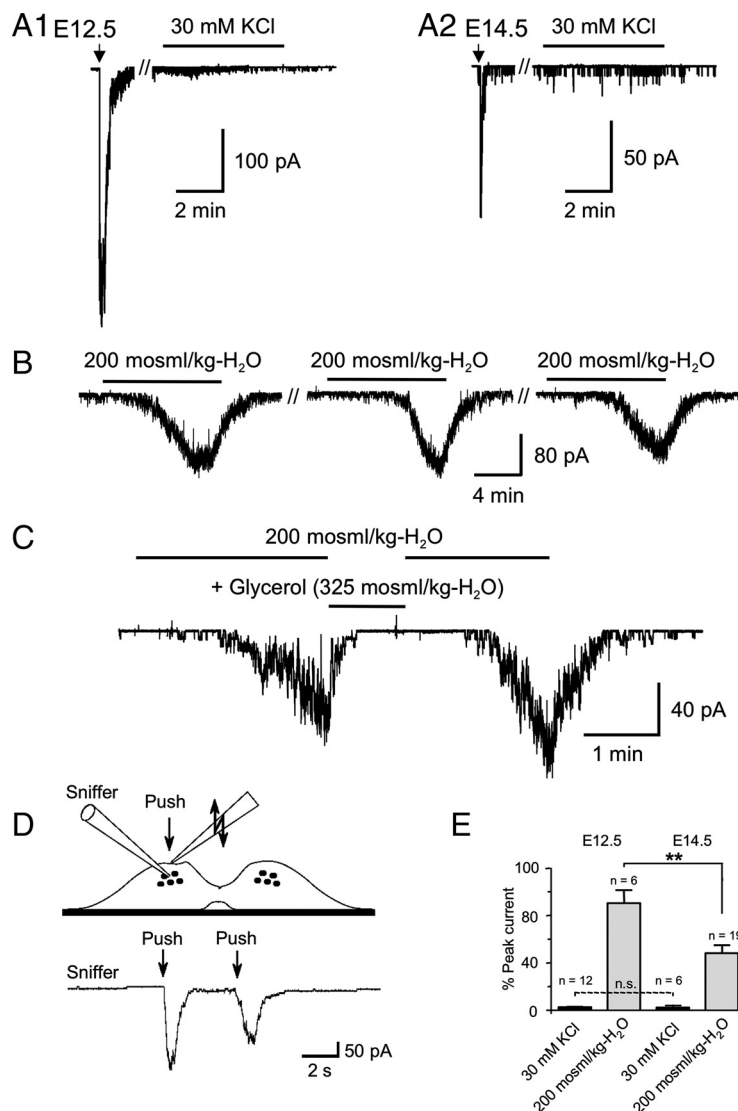 A1 E12.5
30 mM KCl
100 pA
2 min
A2 E14.5
30 mM KCl
50 pA
2 min
B
200 mosml/kg-H₂O
200 mosml/kg-H₂O
200 mosml/kg-H₂O
//
//
80 pA
4 min
C
200 mosml/kg-H₂O
+ Glycerol (325 mosml/kg-H₂O)
40 pA
1 min
D
Sniffer
Push
Push
Push
Sniffer
50 pA
2 s
E
E12.5
E14.5
**
% Peak current
100
80
60
40
20
0
n = 12
n = 6
n.s.
n = 6
n = 19
30 mM KCl
200 mosml/kg-H₂O
30 mM KCl
200 mosml/kg-H₂O